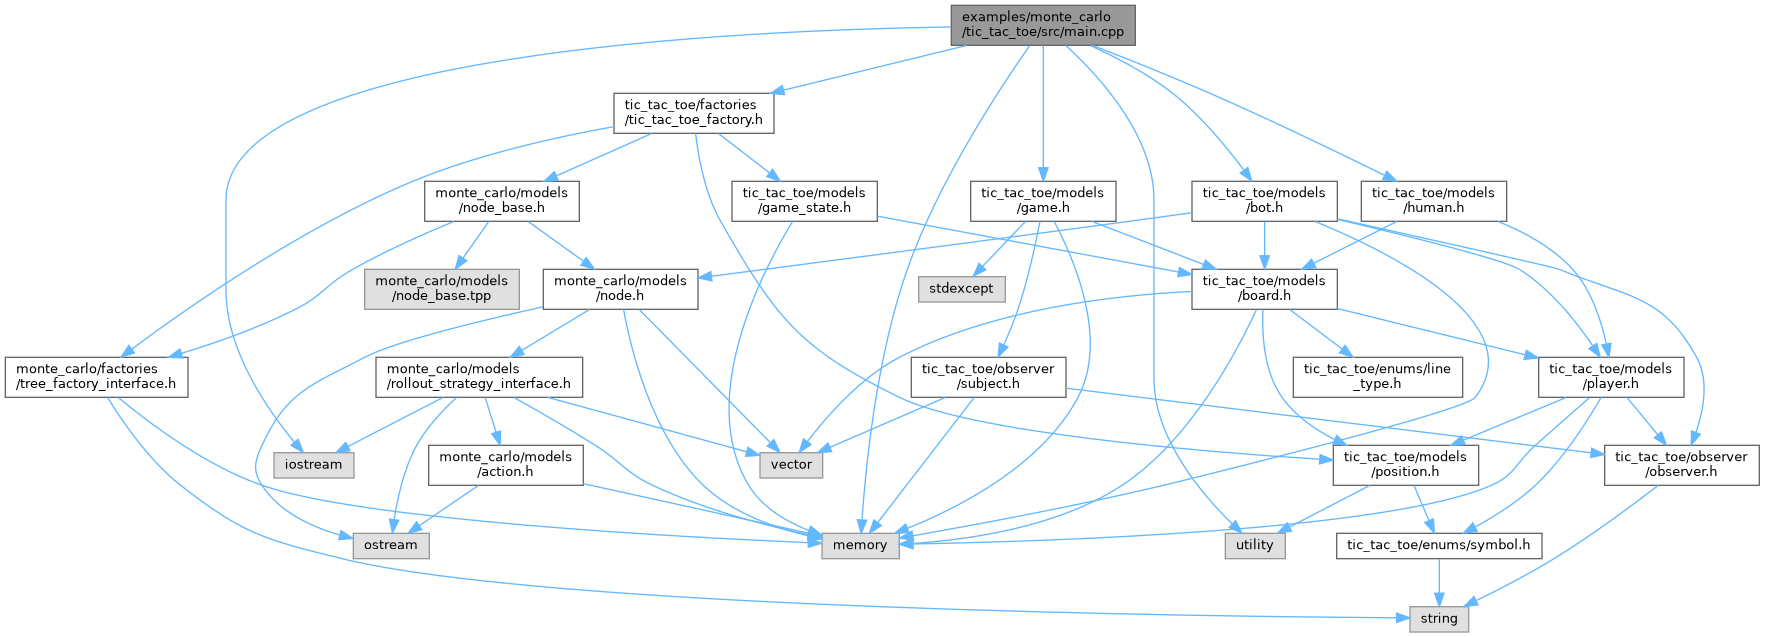 examples/monte_carlo
/tic_tac_toe/src/main.cpp
tic_tac_toe/factories
/tic_tac_toe_factory.h
monte_carlo/models
/node_base.h
tic_tac_toe/models
/game_state.h
tic_tac_toe/models
/game.h
tic_tac_toe/models
/bot.h
tic_tac_toe/models
/human.h
monte_carlo/models
/node_base.tpp
monte_carlo/models
/node.h
stdexcept
tic_tac_toe/models
/board.h
monte_carlo/factories
/tree_factory_interface.h
monte_carlo/models
/rollout_strategy_interface.h
tic_tac_toe/observer
/subject.h
tic_tac_toe/enums/line
_type.h
tic_tac_toe/models
/player.h
iostream
monte_carlo/models
/action.h
vector
tic_tac_toe/models
/position.h
tic_tac_toe/observer
/observer.h
ostream
memory
utility
tic_tac_toe/enums/symbol.h
string